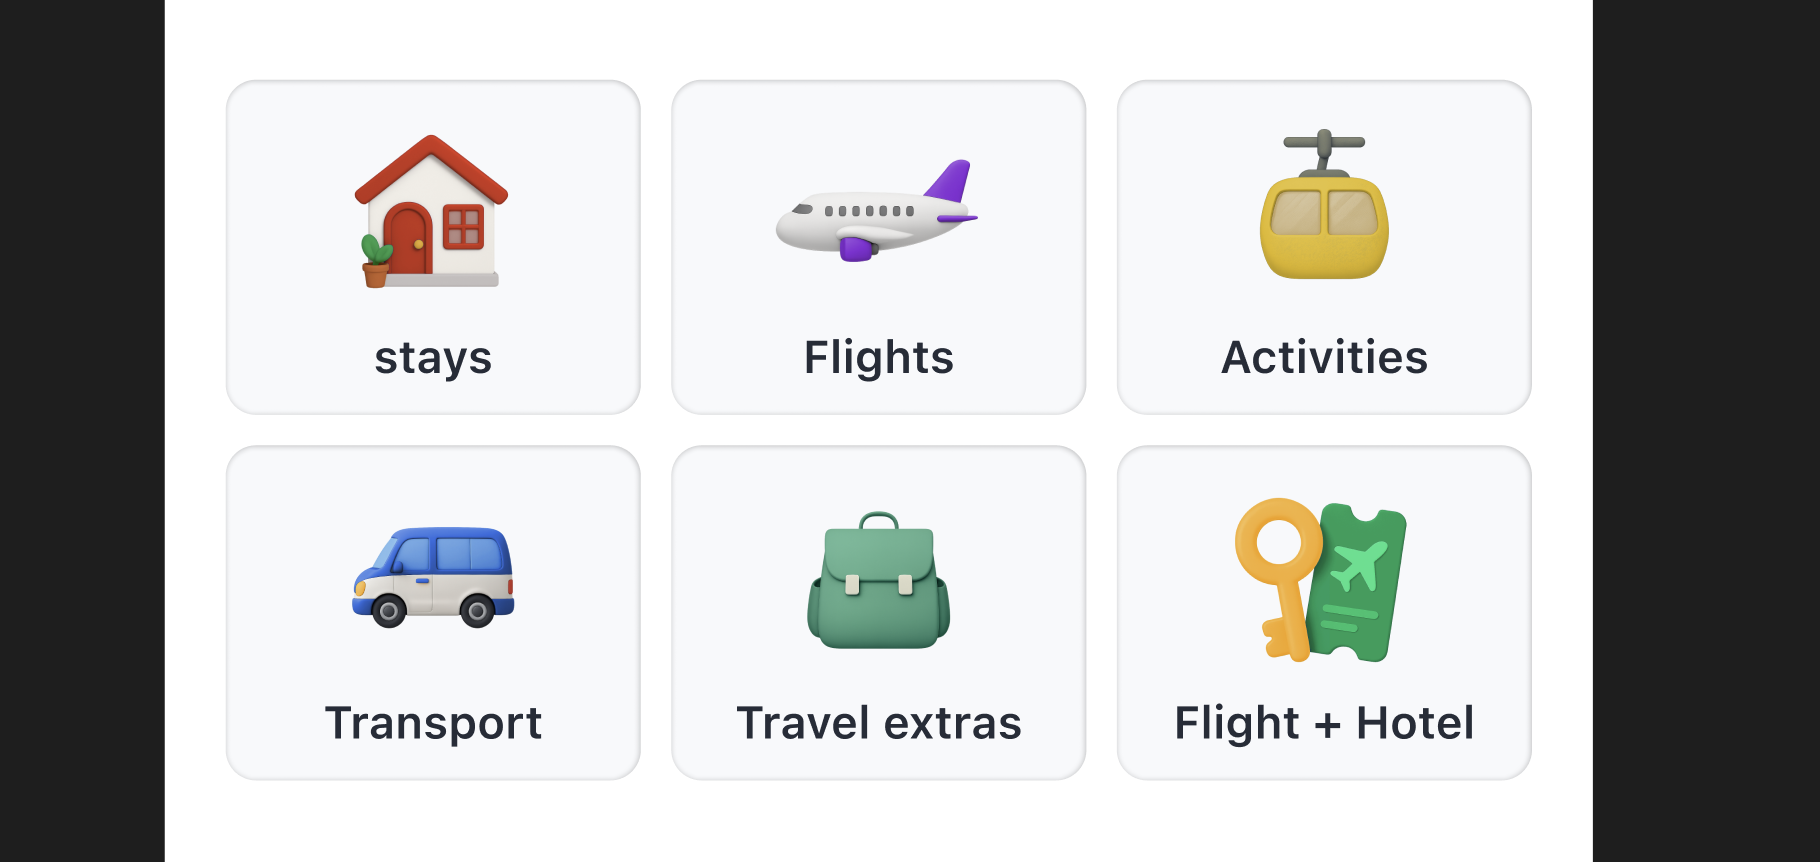 stays
Flights
Activities
Transport
Travel extras
Flight + Hotel